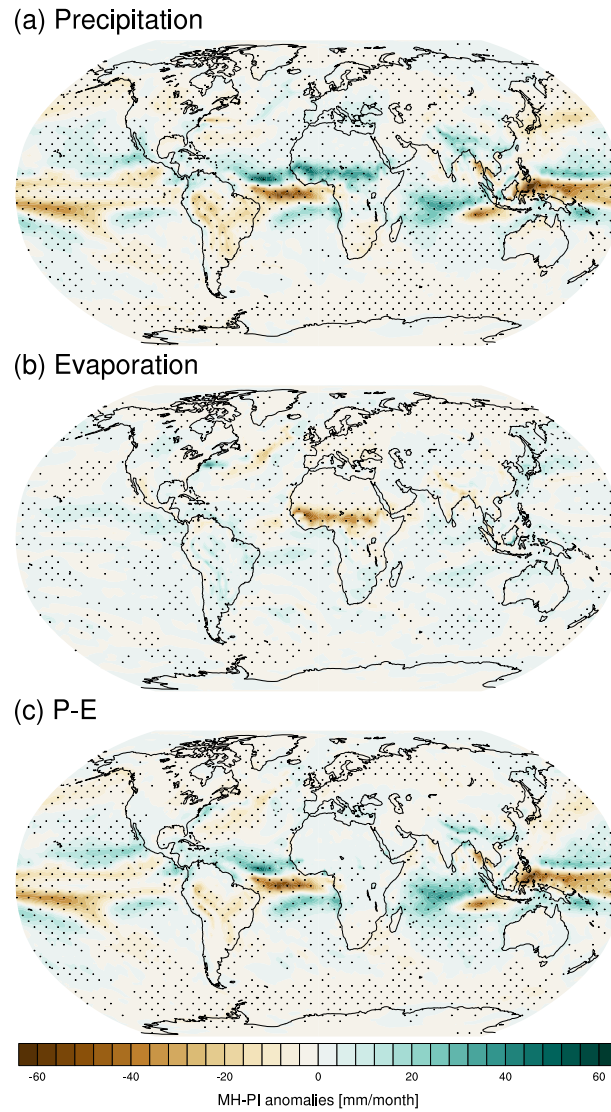 (a) Precipitation
(b) Evaporation
(c) P-E
-60 -40 -20 0 20 40 60
MH-PI anomalies [mm/month]